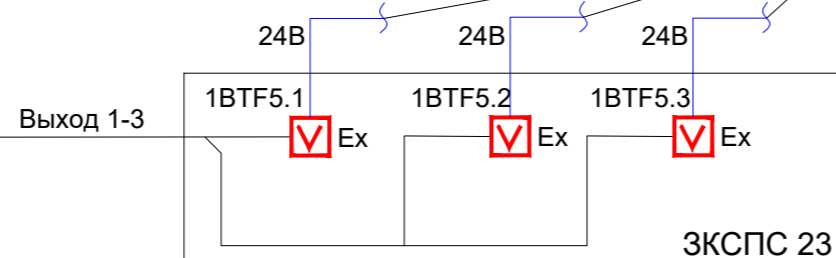 24В 24В 24В
1BTF5.1 1BTF5.2 1BTF5.3
Выход 1-3
Ex Ex Ex
ЗКСПС 23